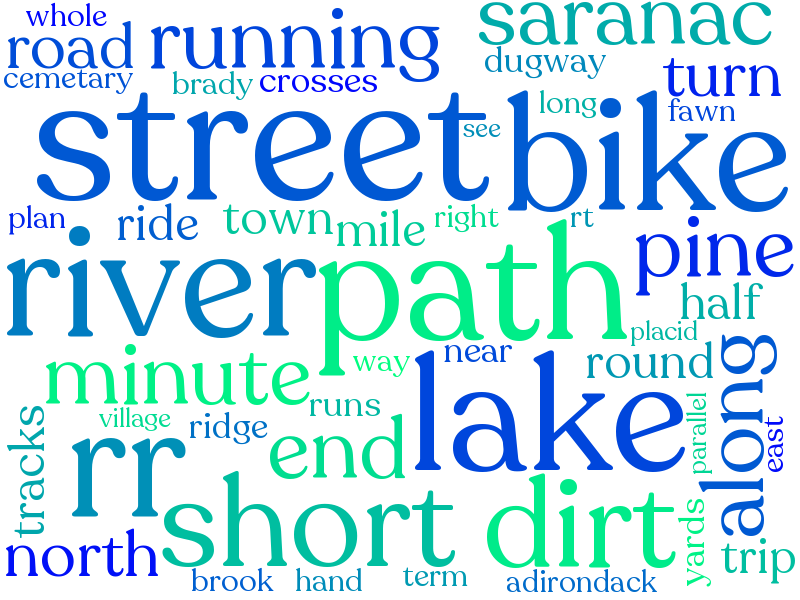 whole
road
running
saranac
cemetary
brady
crosses
dugway
turn
street
bike
long
fawn
see
plan
ride
town
mile
right
rt
pine
river
path
half
placid
minute
way
near
round
along
tracks
village
ridge
runs
lake
parallel
east
rr
end
short
dirt
yards
north
trip
brook
hand
term
adirondack